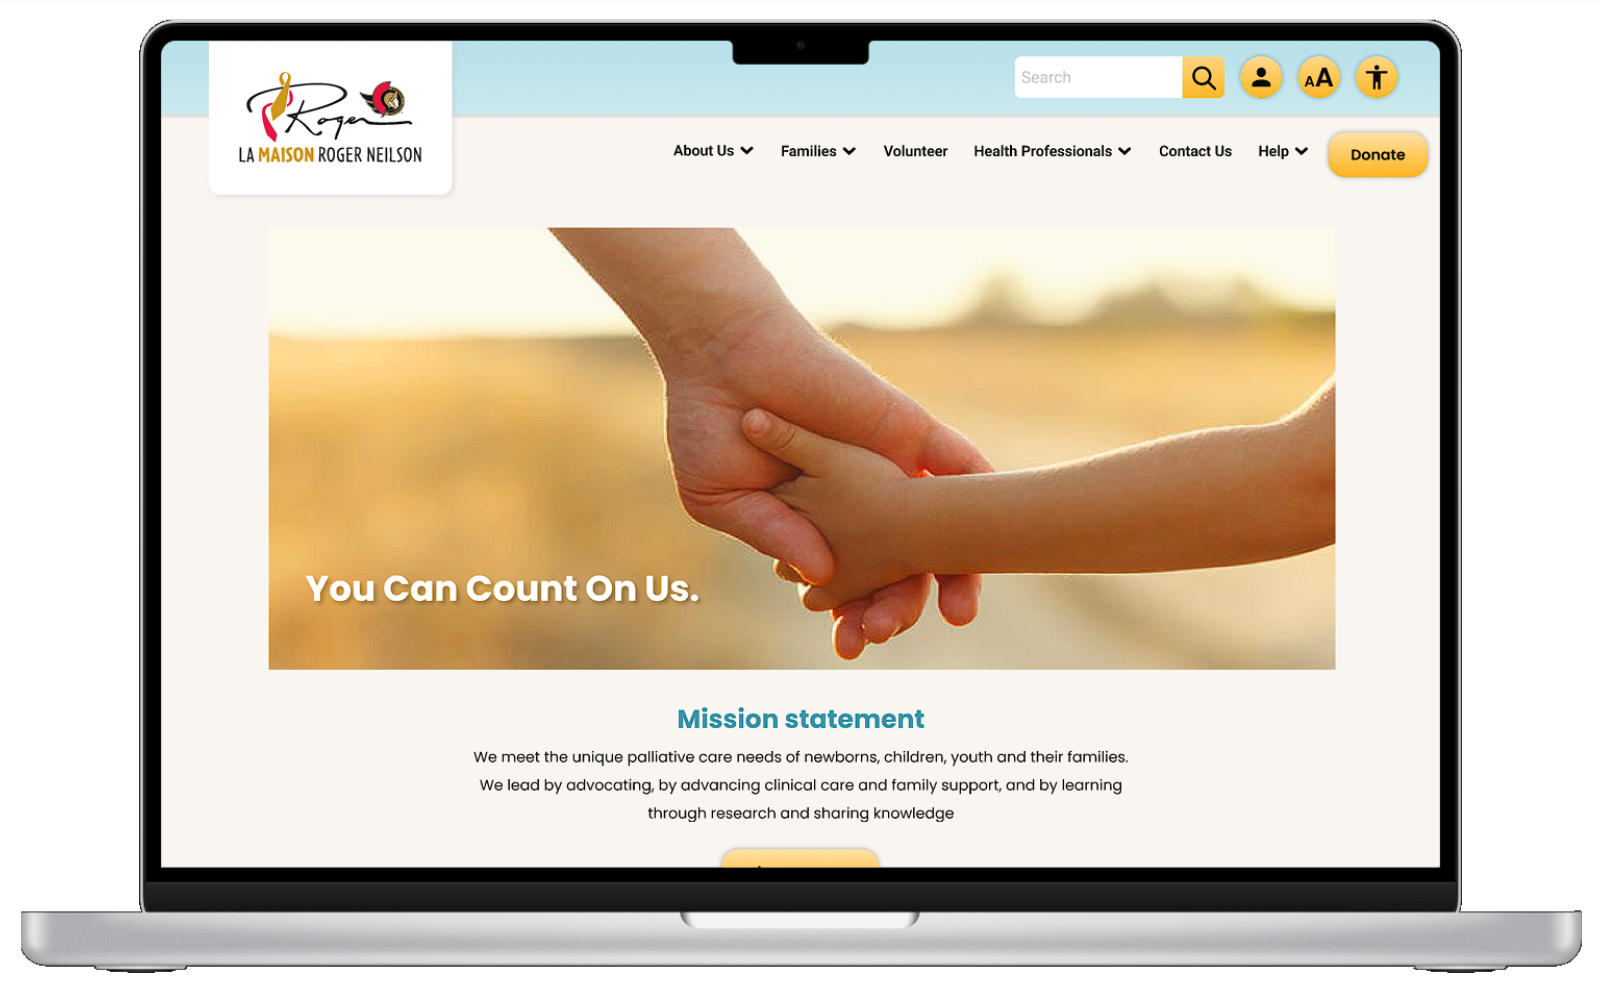 Search
AA
Roger
LA MAISON ROGER NEILSON
About Us
Families
Volunteer
Health Professionals
Contact Us
Help
Donate
You Can Count On Us.
Mission statement
We meet the unique palliative care needs of newborns, children, youth and their families.
We lead by advocating, by advancing clinical care and family support, and by learning
through research and sharing knowledge